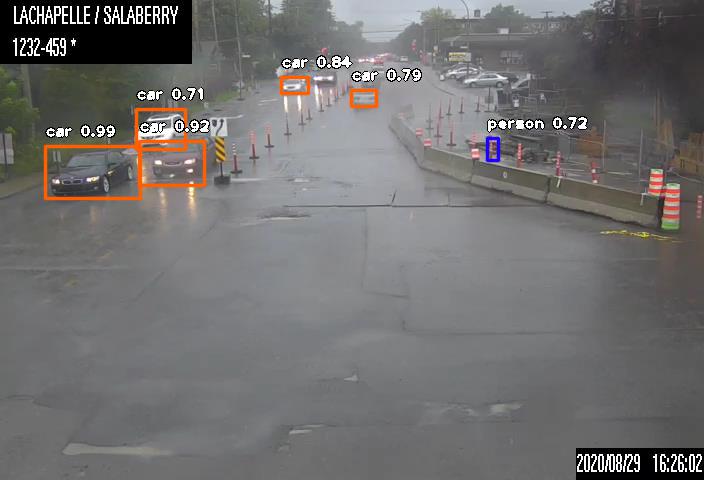 LACHAPELLE / SALABERRY
1232-459 *
car 0.84
car 0.79
car 0.71
car 0.99
car 0.92
person 0.72
2020/08/29 16:26:02